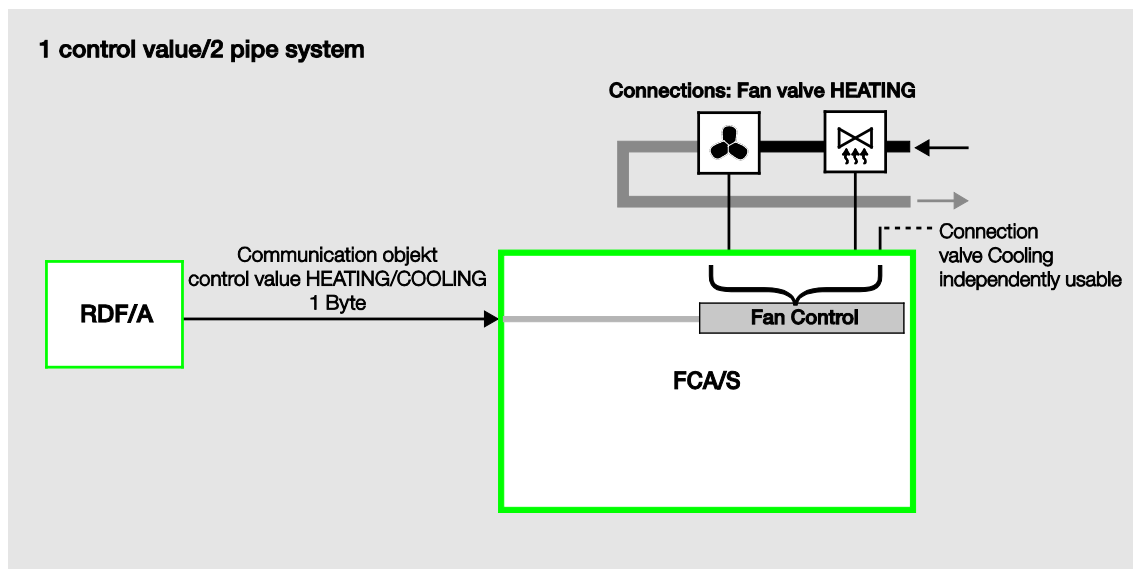 1 control value/2 pipe system
Connections: Fan valve HEATING
Connection
valve Cooling
independently usable
Communication objekt
control value HEATING/COOLING
1 Byte
RDF/A
Fan Control
FCA/S